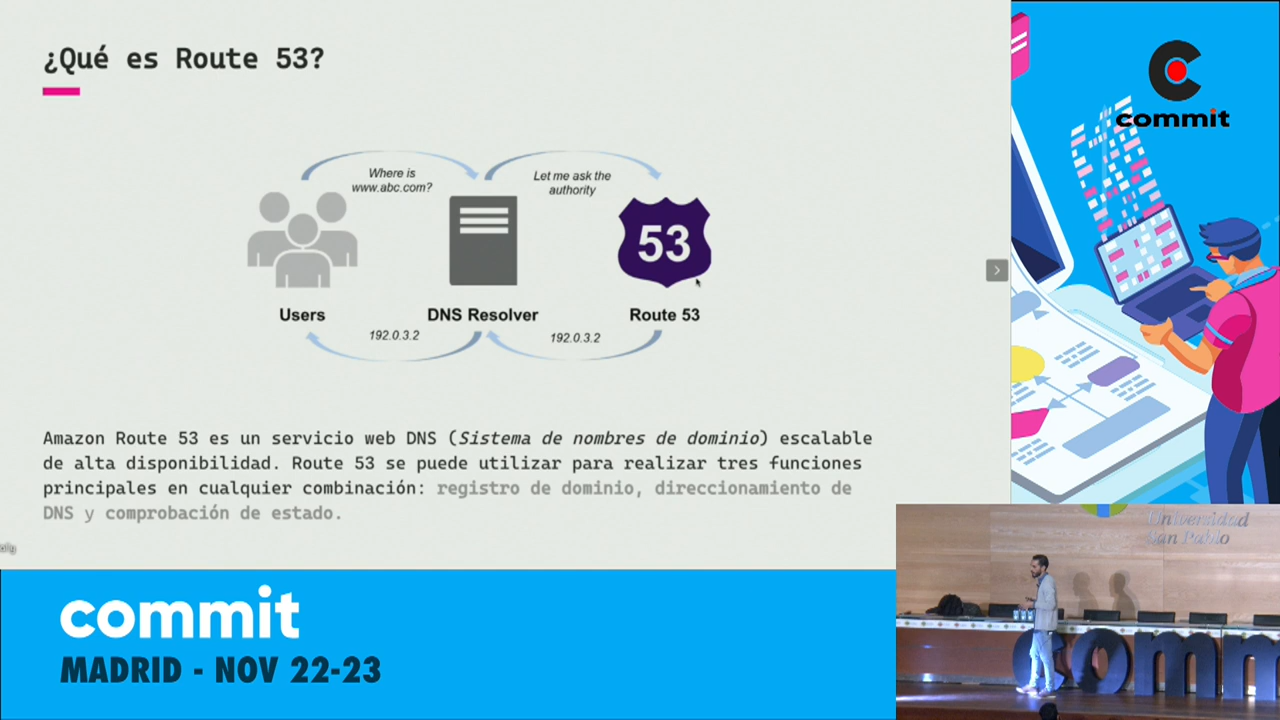 ¿Qué es Route 53?
Where is
www.abc.com?
Let me ask the
authority
53
Users
DNS Resolver
Route 53
192.0.3.2
192.0.3.2
Amazon Route 53 es un servicio web DNS (Sistema de nombres de dominio) escalable
de alta disponibilidad. Route 53 se puede utilizar para realizar tres funciones
principales en cualquier combinación: registro de dominio, direccionamiento de
DNS y comprobación de estado.
commit
commit
MADRID - NOV 22-23
Universidad
San Pablo
comm